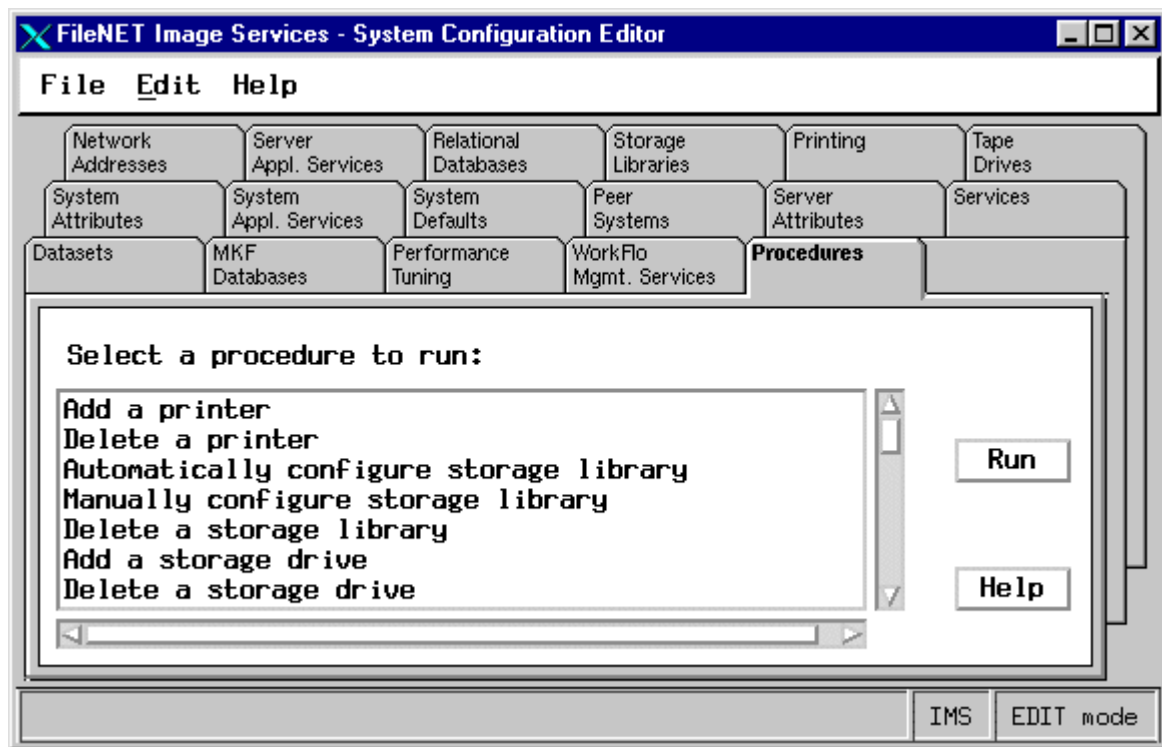 FileNET Image Services - System Configuration Editor
File Edit Help
Network Addresses
Server Appl. Services
Relational Databases
Storage Libraries
Printing
Tape Drives
System Attributes
System Appl. Services
System Defaults
Peer Systems
Server Attributes
Services
Datasets
MKF Databases
Performance Tuning
WorkFlo Mgmt. Services
Procedures
Select a procedure to run:
Add a printer
Delete a printer
Automatically configure storage library
Manually configure storage library
Delete a storage library
Add a storage drive
Delete a storage drive
Run
Help
IMS
EDIT mode